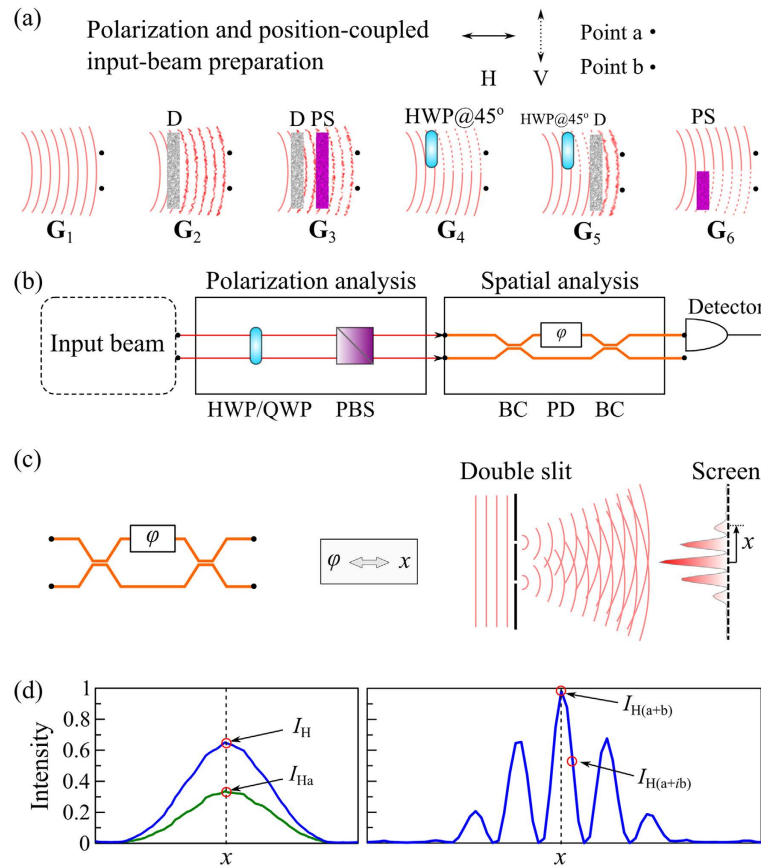 (a)
Polarization and position-coupled
input-beam preparation
H V
Point a •
Point b •
D D PS HWP@45º HWP@45º D PS
G1 G2 G3 G4 G5 G6
(b)
Polarization analysis Spatial analysis
Detector
Input beam
φ
HWP/QWP PBS BC PD BC
(c)
Double slit Screen
φ φ ⇔ x x
(d)
Intensity
1
0.8
0.6
0.4
0.2
0
IH
IHa
IH(a+b)
IH(a+ib)
x x